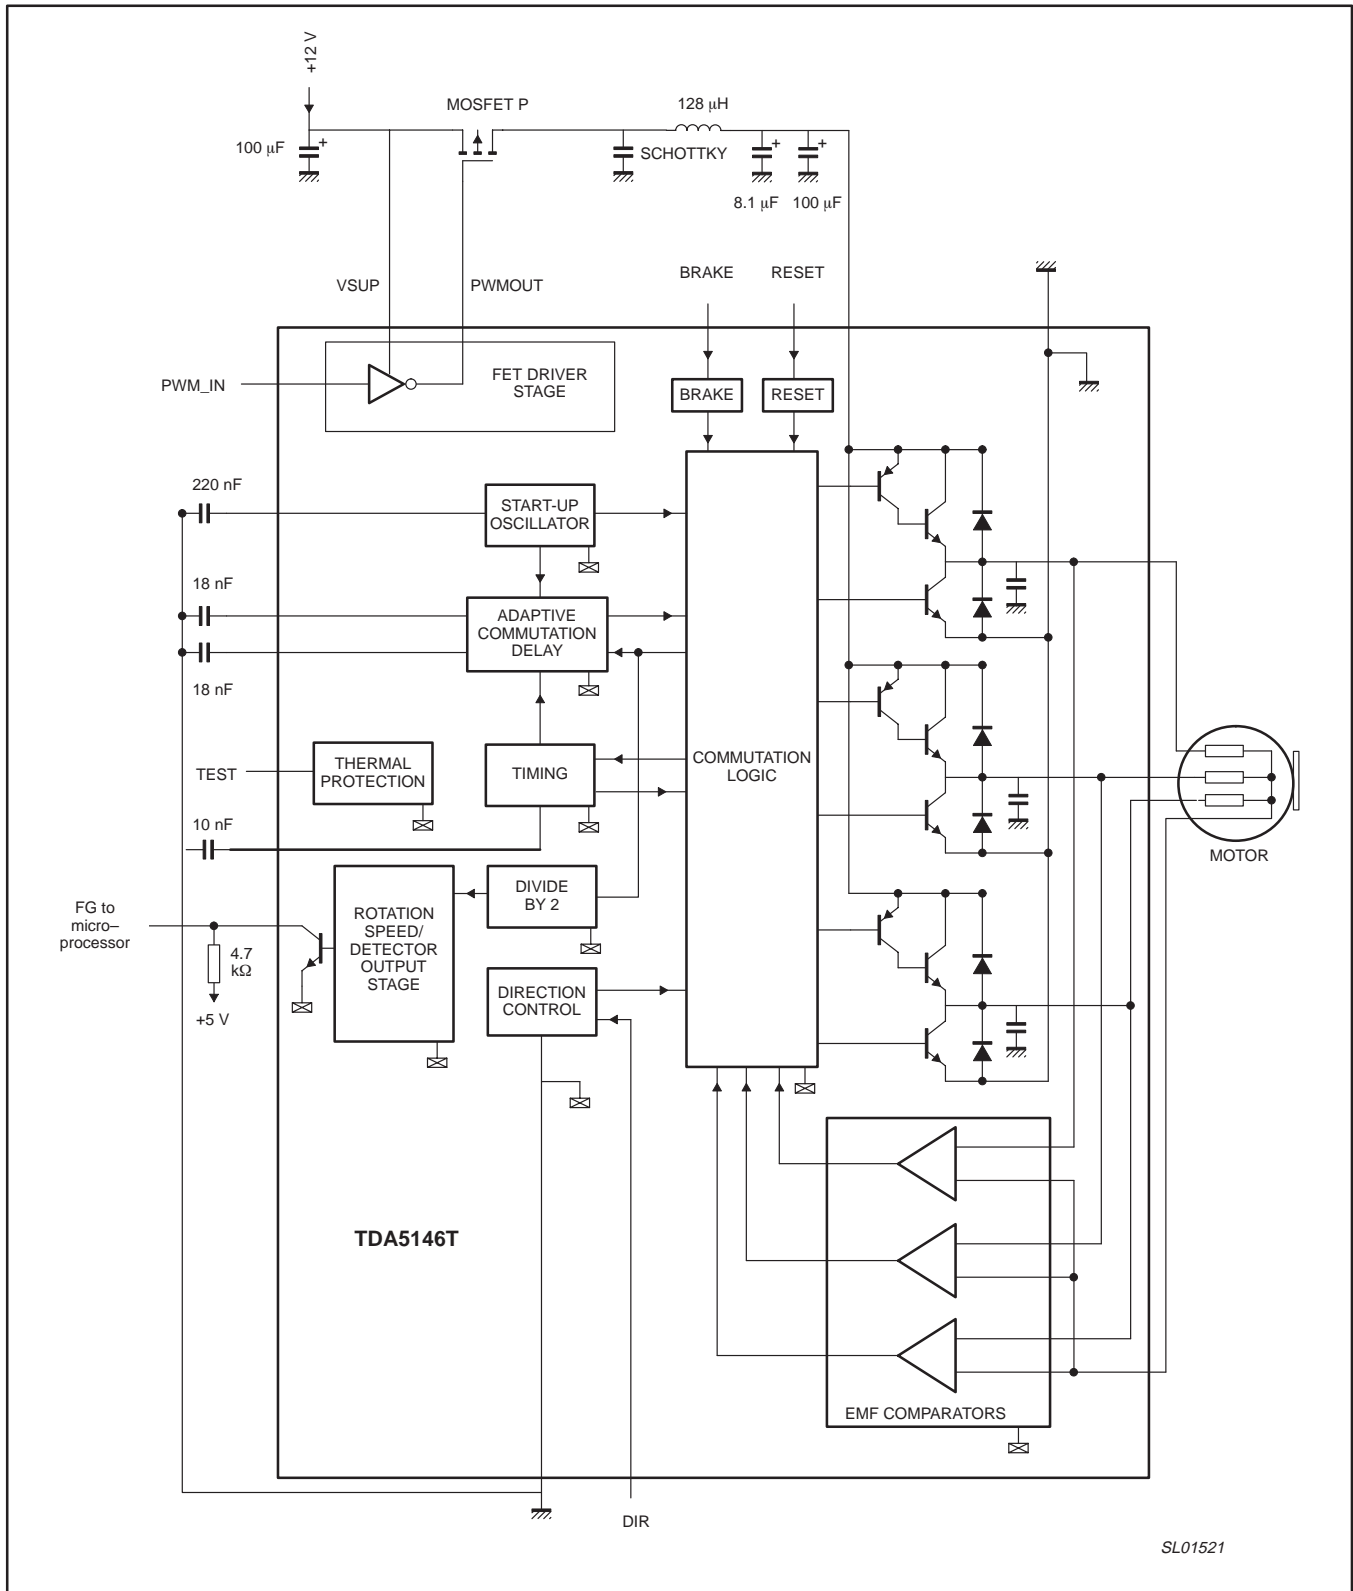 +12 V
MOSFET P
128 μH
100 μF
+
SCHOTTKY
+
+
8.1 μF
100 μF
VSUP
PWMOUT
BRAKE
RESET
PWM_IN
FET DRIVER
STAGE
BRAKE
RESET
220 nF
START-UP
OSCILLATOR
18 nF
ADAPTIVE
COMMUTATION
DELAY
18 nF
TEST
THERMAL
PROTECTION
TIMING
COMMUTATION
LOGIC
10 nF
MOTOR
FG to
micro–
processor
4.7
kΩ
+5 V
ROTATION
SPEED/
DETECTOR
OUTPUT
STAGE
DIVIDE
BY 2
DIRECTION
CONTROL
TDA5146T
EMF COMPARATORS
DIR
SL01521